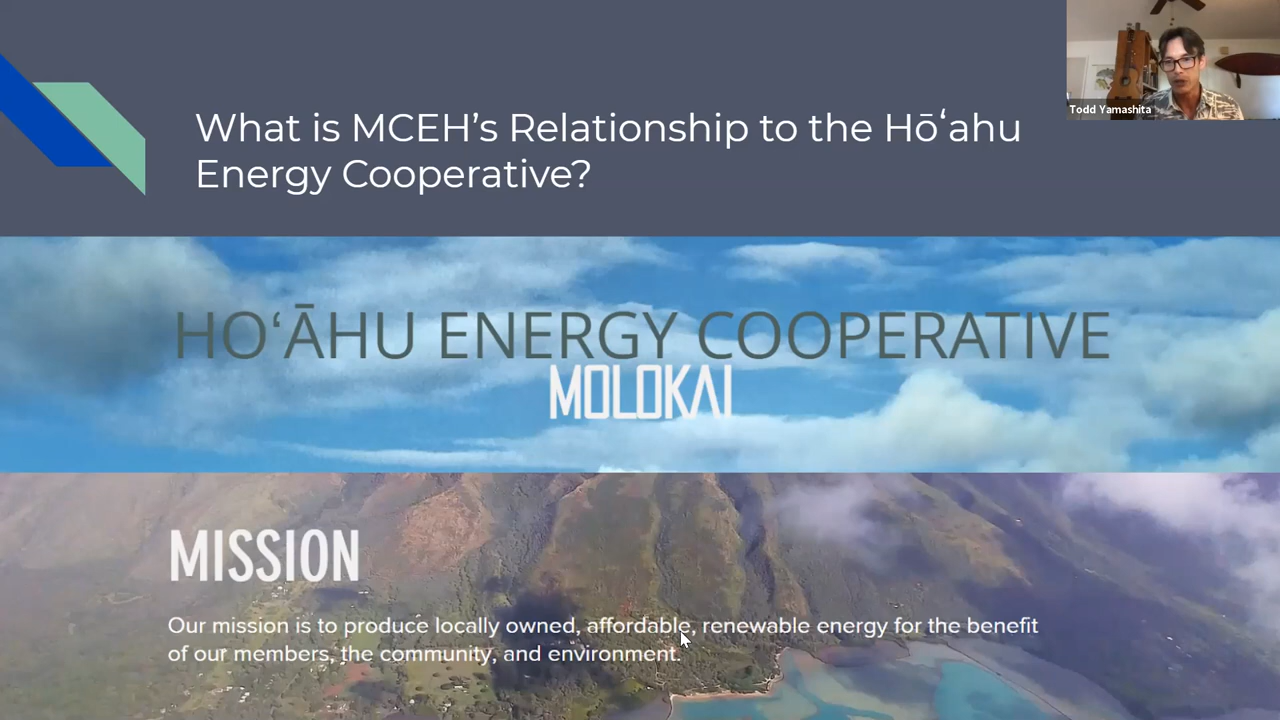 What is MCEH’s Relationship to the Hōʻahu
Energy Cooperative?
Todd Yamashita
HOʻĀHU ENERGY COOPERATIVE
MOLOKAI
MISSION
Our mission is to produce locally owned, affordable, renewable energy for the benefit
of our members, the community, and environment.